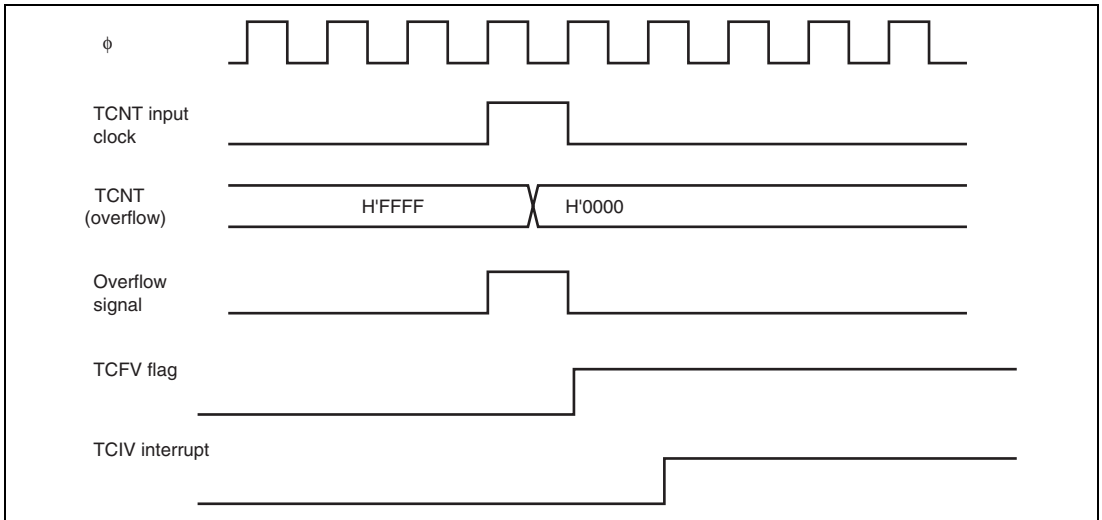 ϕ
TCNT input
clock
TCNT
(overflow)
H'FFFF
H'0000
Overflow
signal
TCFV flag
TCIV interrupt